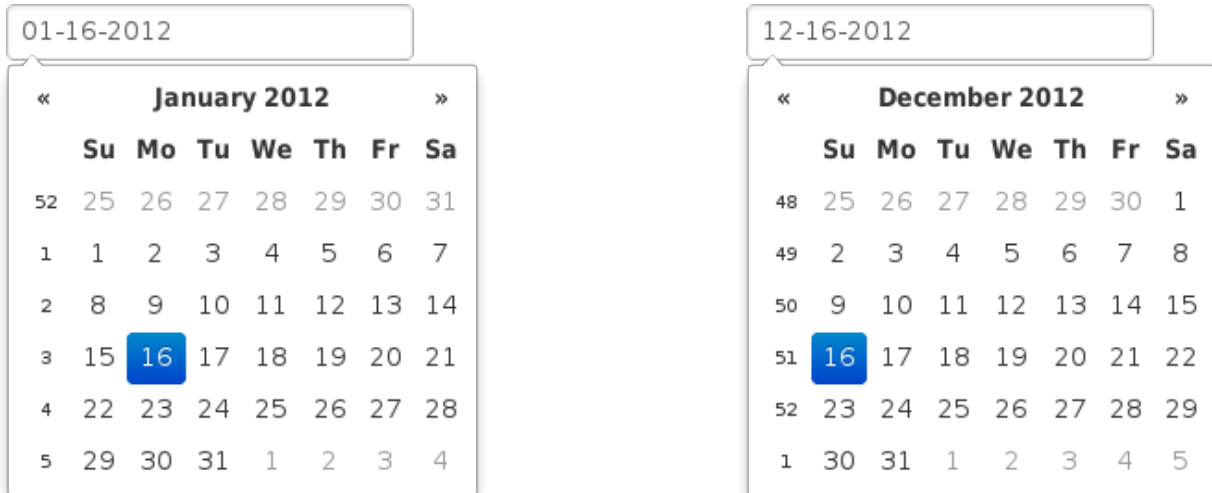 01-16-2012
« January 2012 »
Su Mo Tu We Th Fr Sa
52 25 26 27 28 29 30 31
1 1 2 3 4 5 6 7
2 8 9 10 11 12 13 14
3 15 16 17 18 19 20 21
4 22 23 24 25 26 27 28
5 29 30 31 1 2 3 4
12-16-2012
« December 2012 »
Su Mo Tu We Th Fr Sa
48 25 26 27 28 29 30 1
49 2 3 4 5 6 7 8
50 9 10 11 12 13 14 15
51 16 17 18 19 20 21 22
52 23 24 25 26 27 28 29
1 30 31 1 2 3 4 5